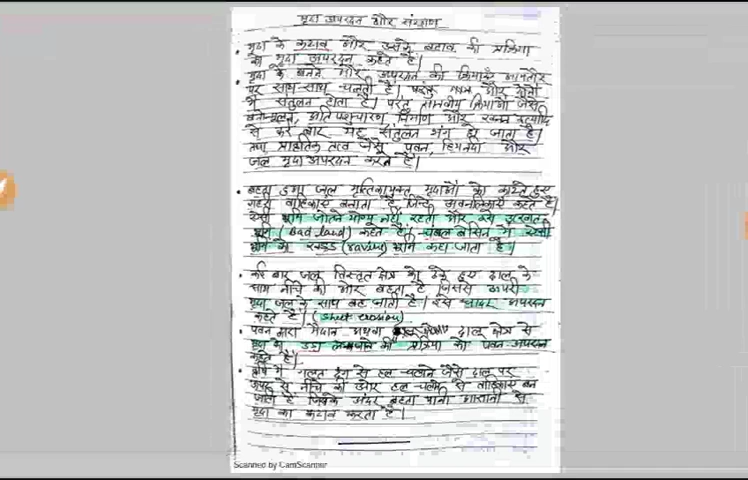 मृदा अपरदन और संरक्षण
• मृदा के कटाव और उसके बहाव की प्रक्रिया
को मृदा अपरदन कहते हैं।
• मृदा के बनने और अपरदन की क्रियाएँ आमतौर
पर साथ-साथ चलती हैं। परंतु और दोनों
में संतुलन होता है। परंतु मानवीय क्रियाओं जैसे
अति पशुचारण, निर्माण और खनन इत्यादि
से कई बार यह संतुलन भंग हो जाता है।
तथा प्राकृतिक तत्व जैसे पवन, हिमनदी और
जल मृदा अपरदन करते हैं।
• बहता हुआ जल मृत्तिकायुक्त मृदाओं को काटते हुए
गहरी वाहिकाएं बनाता है जिन्हें अवनलिकाएं कहते हैं।
ऐसी भूमि जोतने योग्य नहीं रहती और इसे उत्खात
भूमि (Bad land) कहते हैं। चंबल बेसिन में ऐसी
भूमि को खड्ड (ravine) भूमि कहा जाता है।
• कई बार जल विस्तृत क्षेत्र को ढके हुए ढाल के
साथ नीचे की ओर बहता है जिससे ऊपरी
मृदा जल के साथ बह जाती है। इसे चादर अपरदन
कहते हैं। (sheet erosion)
• पवन द्वारा मैदान अथवा ढालू क्षेत्र से
मृदा को उड़ा की प्रक्रिया को पवन अपरदन
कहते हैं।
• कृषि में गलत ढंग से हल चलाने जैसे ढाल पर
ऊपर से नीचे की ओर हल चलाने से वाहिकाएं बन
जाती हैं जिसके अंदर बहता पानी आसानी से
मृदा का कटाव करता है।
Scanned by CamScanner